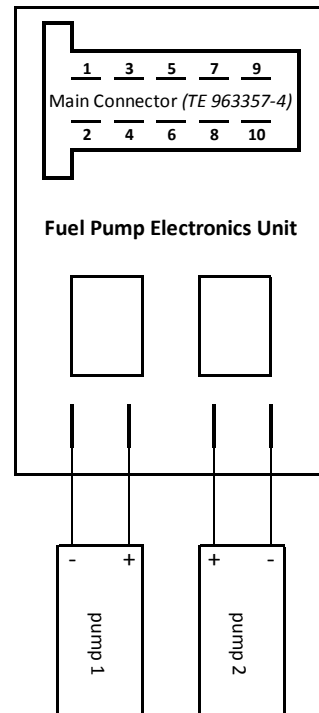 1 3 5 7 9
Main Connector (TE 963357-4)
2 4 6 8 10
Fuel Pump Electronics Unit
- + + -
pump 1 pump 2